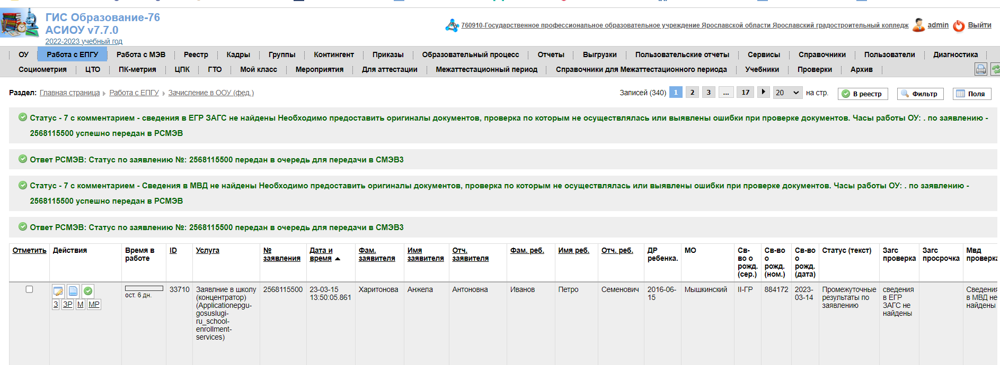 ГИС Образование-76
АСИОУ v7.7.0
2022-2023 учебный год
760910-Государственное профессиональное образовательное учреждение Ярославской области Ярославский градостроительный колледж admin Выйти
ОУ Работа с ЕПГУ Работа с МЭВ Реестр Кадры Группы Контингент Приказы Образовательный процесс Отчеты Выгрузки Пользовательские отчеты Сервисы Справочники Пользователи Диагностика
Социометрия ЦТО ПК-метрия ЦПК ГТО Мой класс Мероприятия Для аттестации Межаттестационный период Справочники для Межаттестационного периода Учебники Проверки Архив
Раздел: Главная страница Работа с ЕПГУ Зачисление в ООУ (фед.) Записей (340) 1 2 3 ... 17 20 на стр. В реестр Фильтр Поля
Статус - 7 с комментарием - сведения в ЕГР ЗАГС не найдены Необходимо предоставить оригиналы документов, проверка по которым не осуществлялась или выявлены ошибки при проверке документов. Часы работы ОУ: . по заявлению -
2568115500 успешно передан в РСМЭВ
Ответ РСМЭВ: Статус по заявлению №: 2568115500 передан в очередь для передачи в СМЭВ3
Статус - 7 с комментарием - Сведения в МВД не найдены Необходимо предоставить оригиналы документов, проверка по которым не осуществлялась или выявлены ошибки при проверке документов. Часы работы ОУ: . по заявлению -
2568115500 успешно передан в РСМЭВ
Ответ РСМЭВ: Статус по заявлению №: 2568115500 передан в очередь для передачи в СМЭВ3
Отметить
Действия
Время в
работе
ID
Услуга
№
заявления
Дата и
время
Фам.
заявителя
Имя
заявителя
Отч.
заявителя
Фам. реб.
Имя реб.
Отч. реб.
ДР
ребенка.
МО
Св-
во о
рожд.
(сер.)
Св-во
о
рожд.
(ном.)
Св-во
о
рожд.
(дата)
Статус (текст)
Загс
проверка
Загс
просрочка
Мвд
проверка
З ЗР М МР
ост. 6 дн.
33710
Заявлние в школу
(концентратор)
(Applicationepgu-
gosuslugi-
ru_school-
enrollment-
services)
2568115500
23-03-15
13:50:05.861
Харитонова
Анжела
Антоновна
Иванов
Петро
Семенович
2016-06-
15
Мышкинский
II-ГР
884172
2023-
03-14
Промежуточные
результаты по
заявлению
сведения
в ЕГР
ЗАГС не
найдены
Сведения
в МВД не
найдены